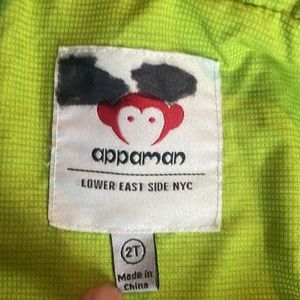 appaman
LOWER EAST SIDE NYC
2T
Made in
China